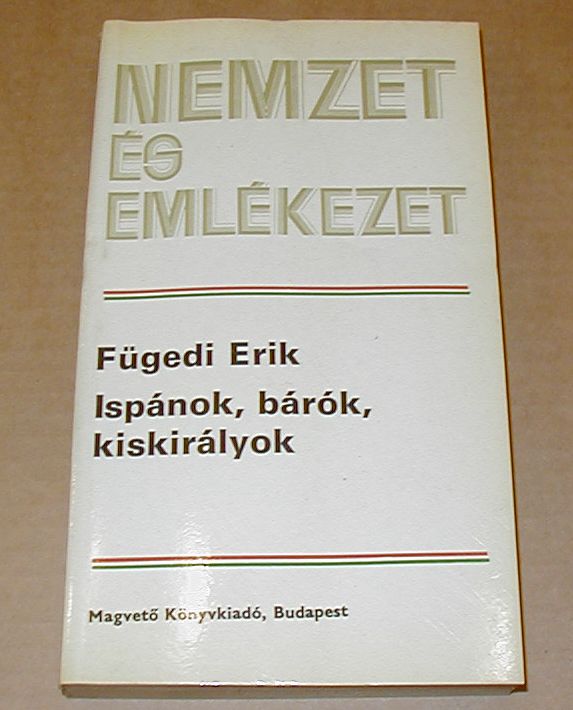 NEMZET
ÉS
EMLÉKEZET
Fügedi Erik
Ispánok, bárók,
kiskirályok
Magvető Könyvkiadó, Budapest